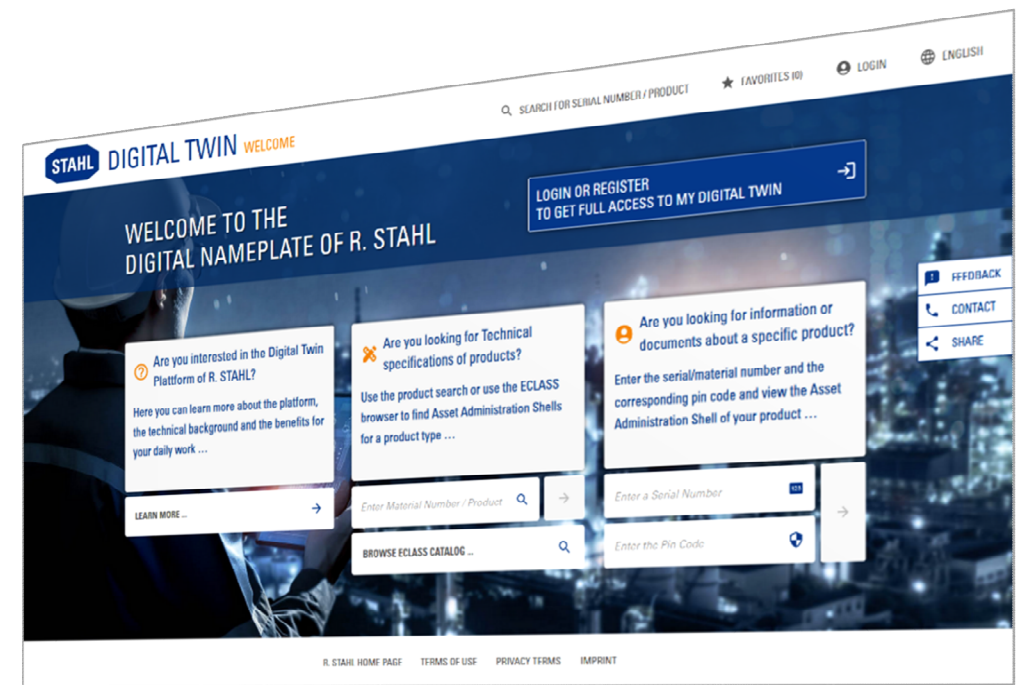 SEARCH FOR SERIAL NUMBER / PRODUCT
FAVORITES (0)
LOGIN
ENGLISH
STAHL
DIGITAL TWIN WELCOME
LOGIN OR REGISTER
TO GET FULL ACCESS TO MY DIGITAL TWIN
WELCOME TO THE
DIGITAL NAMEPLATE OF R. STAHL
FEEDBACK
CONTACT
SHARE
Are you interested in the Digital Twin
Plattform of R. STAHL?
Here you can learn more about the platform,
the technical background and the benefits for
your daily work ...
LEARN MORE ...
Are you looking for Technical
specifications of products?
Use the product search or use the ECLASS
browser to find Asset Administration Shells
for a product type ...
Enter Material Number / Product
BROWSE ECLASS CATALOG ...
Are you looking for information or
documents about a specific product?
Enter the serial/material number and the
corresponding pin code and view the Asset
Administration Shell of your product ...
Enter a Serial Number
Enter the Pin Code
R. STAHL HOME PAGE
TERMS OF USE
PRIVACY TERMS
IMPRINT